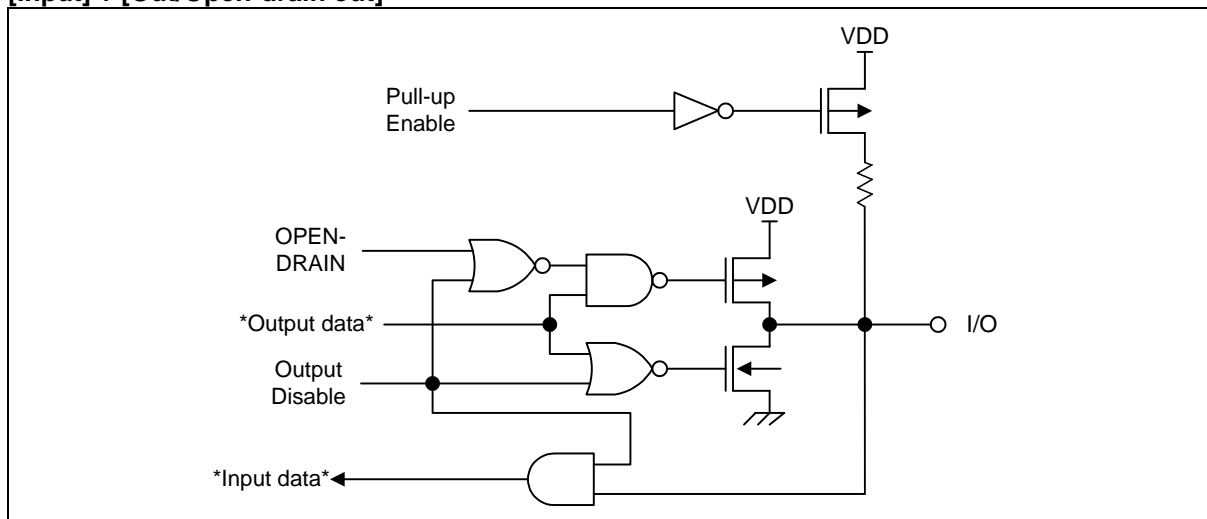 VDD
Pull-up
Enable
VDD
OPEN-
DRAIN
*Output data*
I/O
Output
Disable
*Input data*